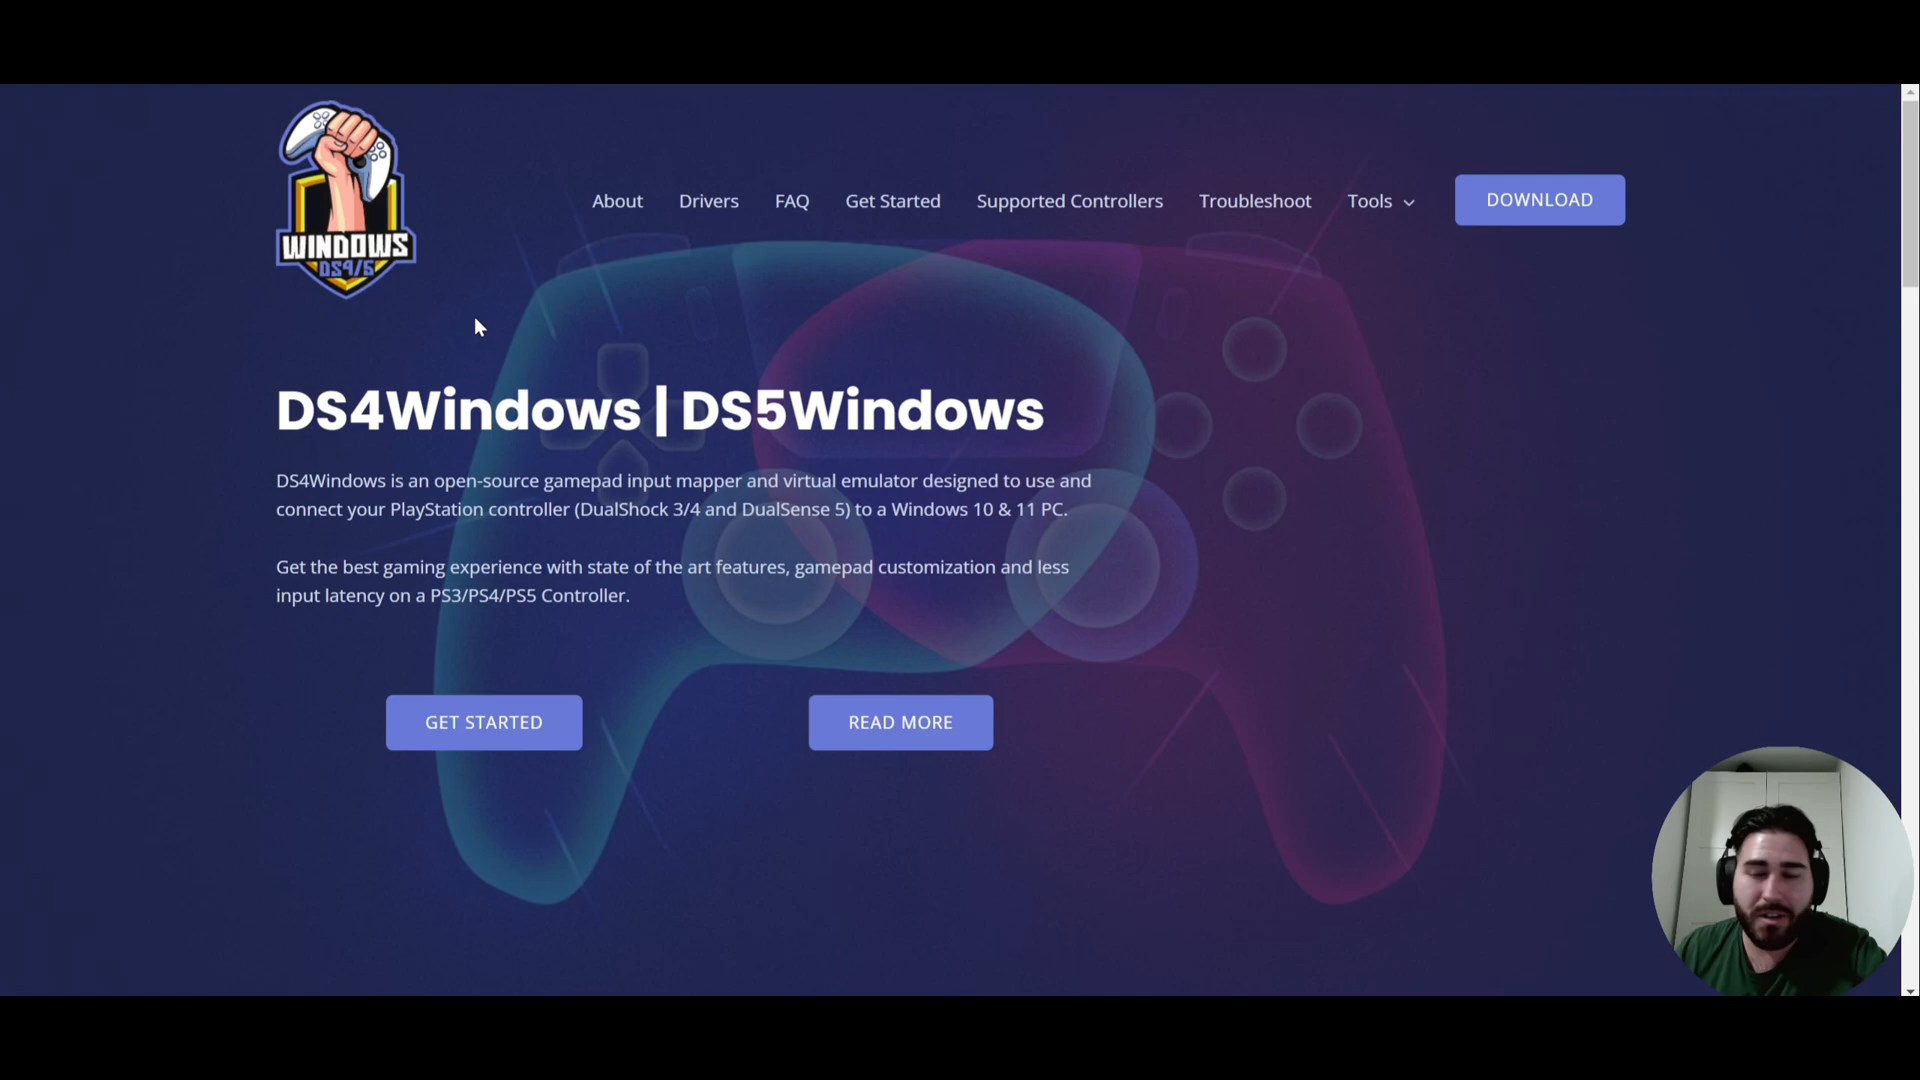 WINDOWS
DS4/5
About Drivers FAQ Get Started Supported Controllers Troubleshoot Tools DOWNLOAD
DS4Windows | DS5Windows
DS4Windows is an open-source gamepad input mapper and virtual emulator designed to use and
connect your PlayStation controller (DualShock 3/4 and DualSense 5) to a Windows 10 & 11 PC.
Get the best gaming experience with state of the art features, gamepad customization and less
input latency on a PS3/PS4/PS5 Controller.
GET STARTED READ MORE